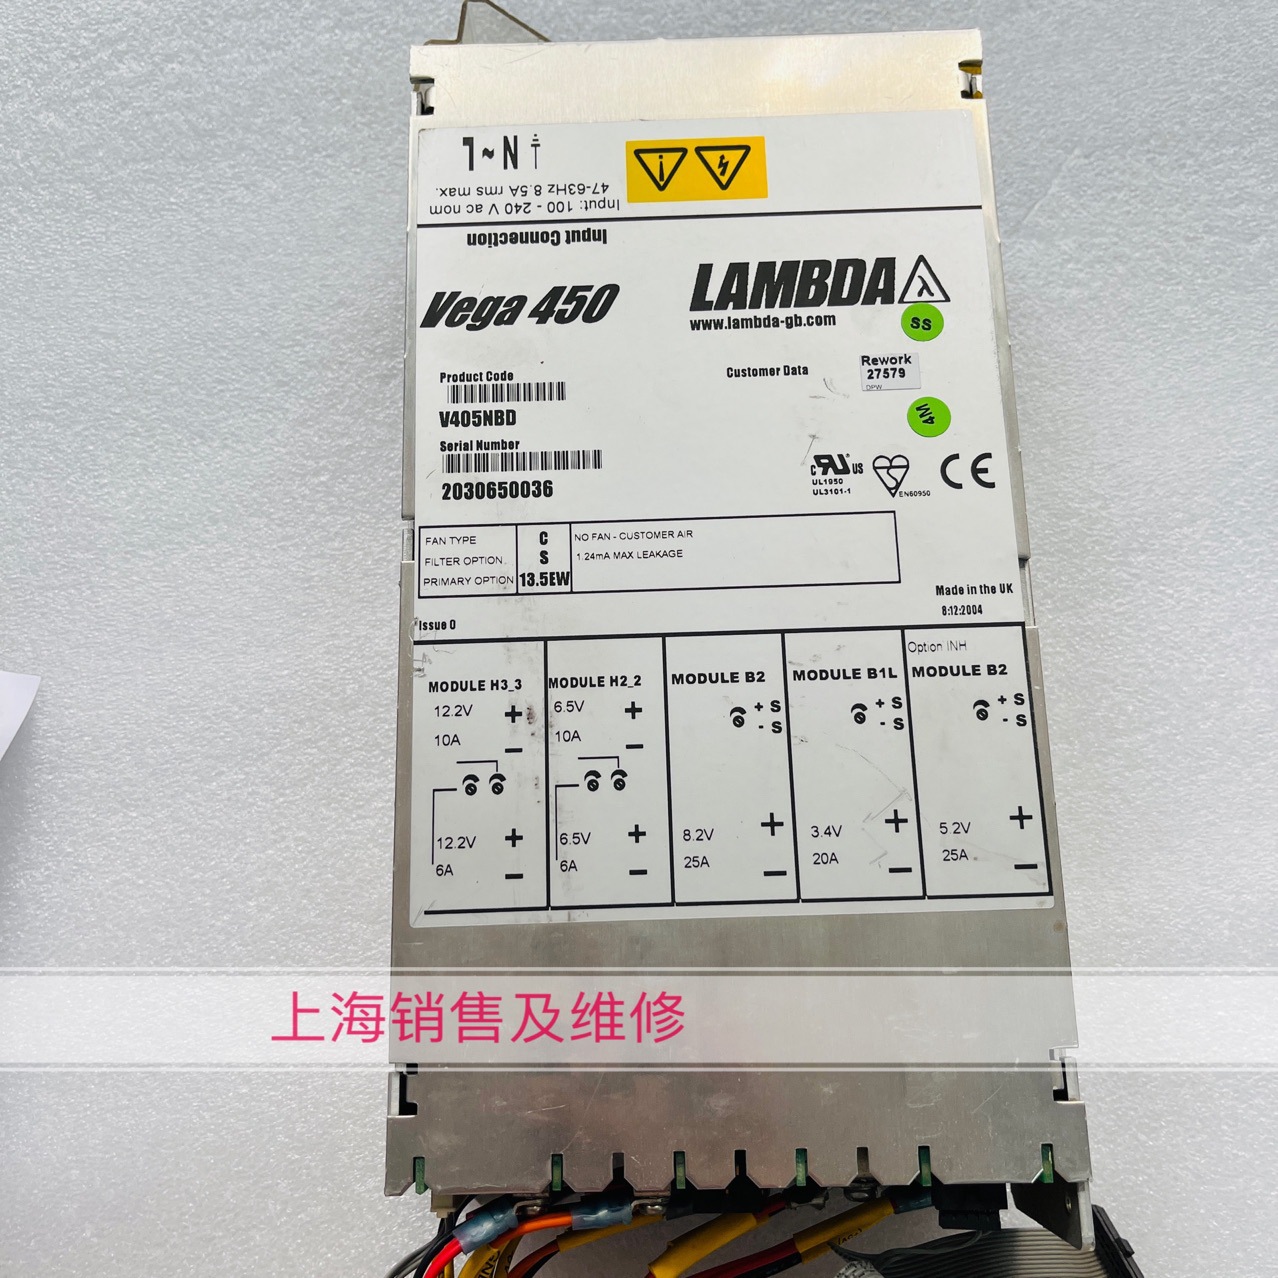 L ~ N
47-63Hz 8.5A rms max.
Input: 100 - 240 V ac nom
Input Connection
Vega 450
LAMBDA λ
www.lambda-gb.com
SS
Product Code
V405NBD
Customer Data
Rework
27579
DPW
4M
Serial Number
2030650036
c RU US
UL1950
UL3101-1
EN60950
CE
FAN TYPE C NO FAN - CUSTOMER AIR
FILTER OPTION. S 1.24mA MAX LEAKAGE
PRIMARY OPTION 13.5EW
Made in the UK
8:12:2004
Issue 0
MODULE H3_3
12.2V +
10A −
12.2V +
6A −
MODULE H2_2
6.5V +
10A −
6.5V +
6A −
MODULE B2
+ S
- S
8.2V +
25A −
MODULE B1L
+ S
- S
3.4V +
20A −
Option INH
MODULE B2
+ S
- S
5.2V +
25A −
上海销售及维修